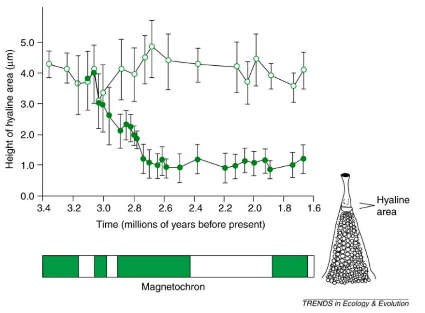 Height of hyaline area (µm)
5.0
4.0
3.0
2.0
1.0
0.0
3.4 3.2 3.0 2.8 2.6 2.4 2.2 2.0 1.8 1.6
Time (millions of years before present)
Hyaline
area
Magnetochron
TRENDS in Ecology & Evolution